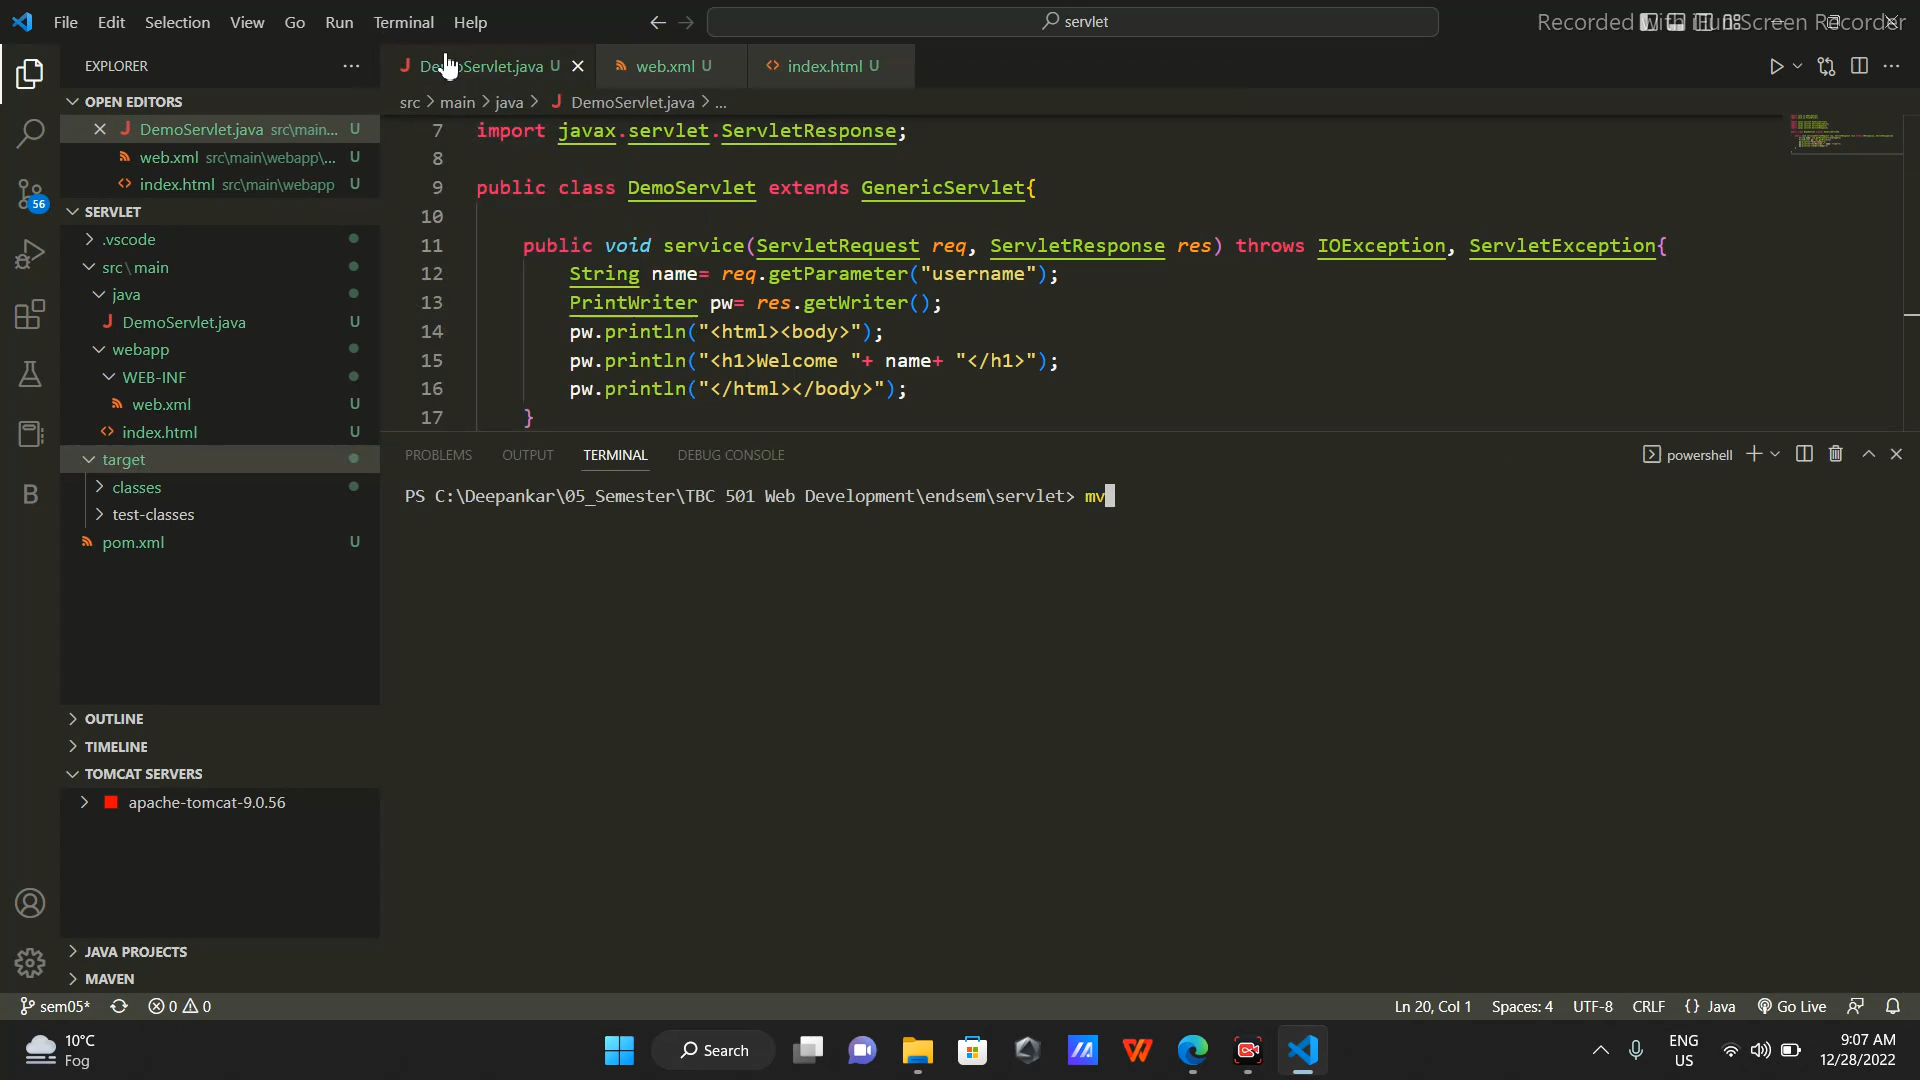 File Edit Selection View Go Run Terminal Help
servlet
Recorded With iFun Screen Recorder
EXPLORER
DemoServlet.java U
web.xml U
index.html U
OPEN EDITORS
src > main > java > DemoServlet.java > ...
DemoServlet.java src\main... U
web.xml src\main\webapp\... U
index.html src\main\webapp U
SERVLET
.vscode
src\main
java
DemoServlet.java U
webapp
WEB-INF
web.xml U
index.html U
target
classes
test-classes
pom.xml U
OUTLINE
TIMELINE
TOMCAT SERVERS
apache-tomcat-9.0.56
JAVA PROJECTS
MAVEN
56
7 import javax.servlet.ServletResponse;
8
9 public class DemoServlet extends GenericServlet{
10
11 public void service(ServletRequest req, ServletResponse res) throws IOException, ServletException{
12 String name= req.getParameter("username");
13 PrintWriter pw= res.getWriter();
14 pw.println("<html><body>");
15 pw.println("<h1>Welcome "+ name+ "</h1>");
16 pw.println("</html></body>");
17 }
PROBLEMS OUTPUT TERMINAL DEBUG CONSOLE
powershell
PS C:\Deepankar\05_Semester\TBC 501 Web Development\endsem\servlet> mv
sem05* 0 0
Ln 20, Col 1 Spaces: 4 UTF-8 CRLF {} Java Go Live
10°C
Fog
Search
ENG
US
9:07 AM
12/28/2022